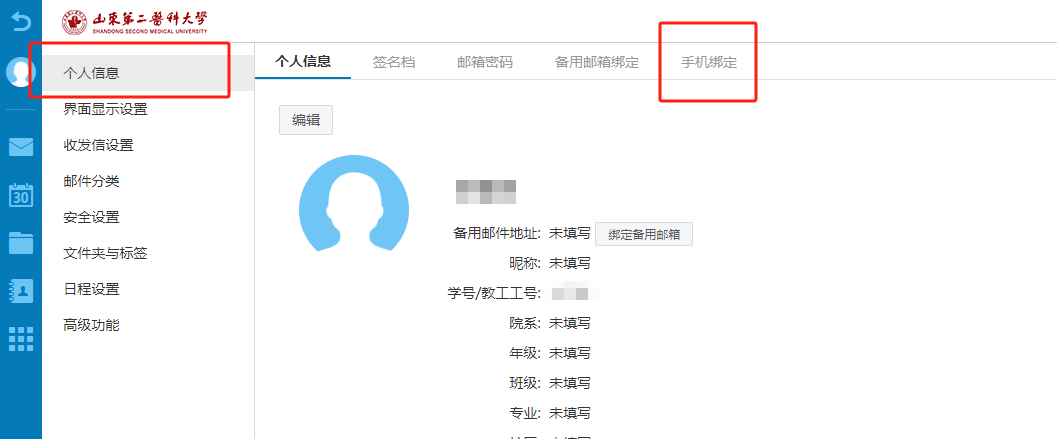 山東第二醫科大學
SHANDONG SECOND MEDICAL UNIVERSITY
个人信息
界面显示设置
收发信设置
邮件分类
安全设置
文件夹与标签
日程设置
高级功能
30
个人信息 签名档 邮箱密码 备用邮箱绑定 手机绑定
编辑
备用邮件地址: 未填写 绑定备用邮箱
昵称: 未填写
学号/教工工号:
院系: 未填写
年级: 未填写
班级: 未填写
专业: 未填写